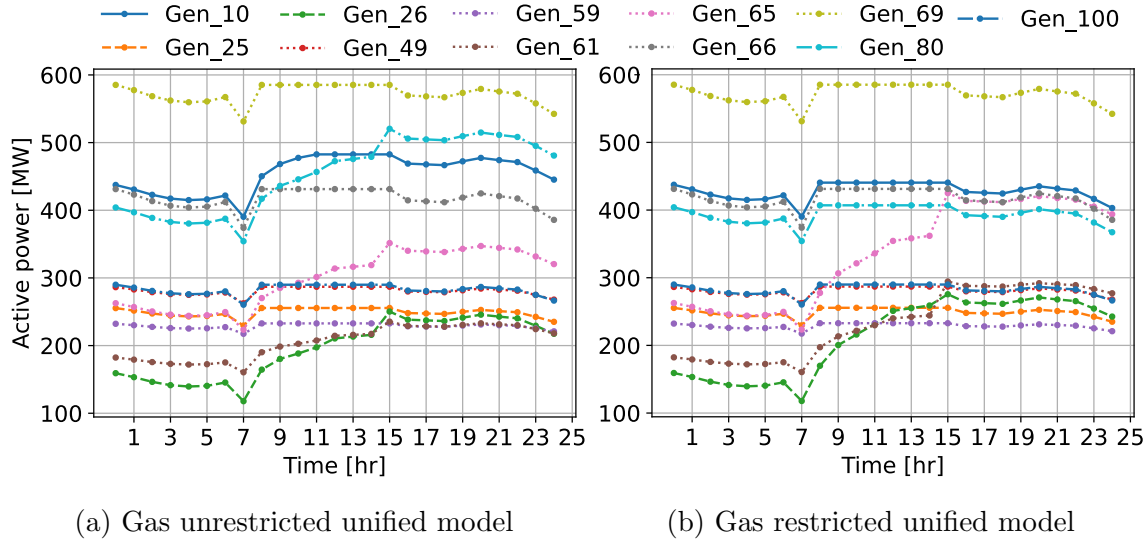 Gen_10 Gen_26 Gen_59 Gen_65 Gen_69 Gen_100
Gen_25 Gen_49 Gen_61 Gen_66 Gen_80
Active power [MW]
600
500
400
300
200
100
1 3 5 7 9 11 13 15 17 19 21 23 25
Time [hr]
600
500
400
300
200
100
1 3 5 7 9 11 13 15 17 19 21 23 25
Time [hr]
(a) Gas unrestricted unified model
(b) Gas restricted unified model